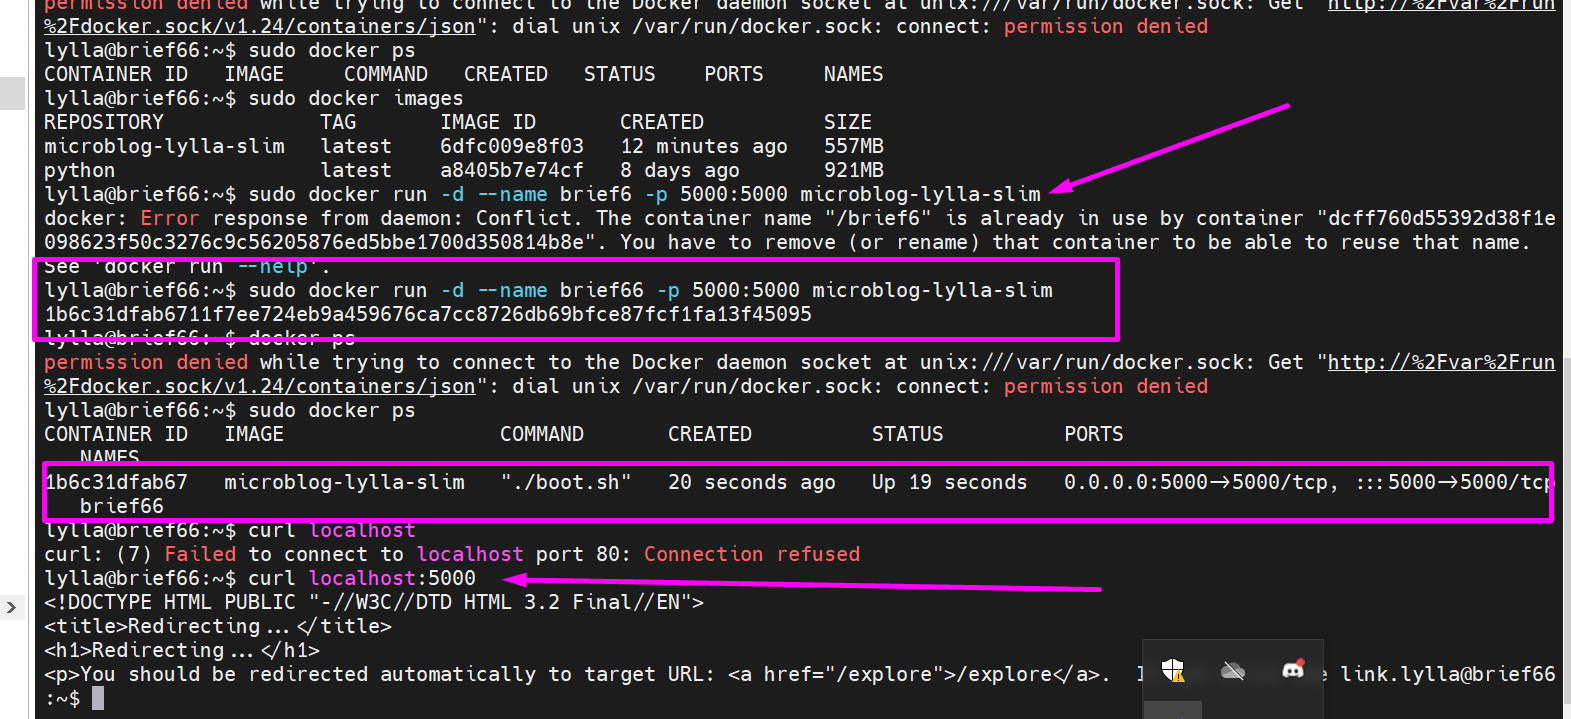 permission denied while trying to connect to the Docker daemon socket at unix:///var/run/docker.sock: Get "http://%2Fvar%2Frun
%2Fdocker.sock/v1.24/containers/json": dial unix /var/run/docker.sock: connect: permission denied
lylla@brief66:~$ sudo docker ps
CONTAINER ID IMAGE COMMAND CREATED STATUS PORTS NAMES
lylla@brief66:~$ sudo docker images
REPOSITORY TAG IMAGE ID CREATED SIZE
microblog-lylla-slim latest 6dfc009e8f03 12 minutes ago 557MB
python latest a8405b7e74cf 8 days ago 921MB
lylla@brief66:~$ sudo docker run -d --name brief6 -p 5000:5000 microblog-lylla-slim
docker: Error response from daemon: Conflict. The container name "/brief6" is already in use by container "dcff760d55392d38f1e
098623f50c3276c9c56205876ed5bbe1700d350814b8e". You have to remove (or rename) that container to be able to reuse that name.
See 'docker run --help'.
lylla@brief66:~$ sudo docker run -d --name brief66 -p 5000:5000 microblog-lylla-slim
1b6c31dfab6711f7ee724eb9a459676ca7cc8726db69bfce87fcf1fa13f45095
lylla@brief66:~$ docker ps
permission denied while trying to connect to the Docker daemon socket at unix:///var/run/docker.sock: Get "http://%2Fvar%2Frun
%2Fdocker.sock/v1.24/containers/json": dial unix /var/run/docker.sock: connect: permission denied
lylla@brief66:~$ sudo docker ps
CONTAINER ID IMAGE COMMAND CREATED STATUS PORTS
NAMES
1b6c31dfab67 microblog-lylla-slim "./boot.sh" 20 seconds ago Up 19 seconds 0.0.0.0:5000->5000/tcp, :::5000->5000/tcp
brief66
lylla@brief66:~$ curl localhost
curl: (7) Failed to connect to localhost port 80: Connection refused
lylla@brief66:~$ curl localhost:5000
<!DOCTYPE HTML PUBLIC "-//W3C//DTD HTML 3.2 Final//EN">
<title>Redirecting...</title>
<h1>Redirecting...</h1>
<p>You should be redirected automatically to target URL: <a href="/explore">/explore</a>. link.lylla@brief66
:~$